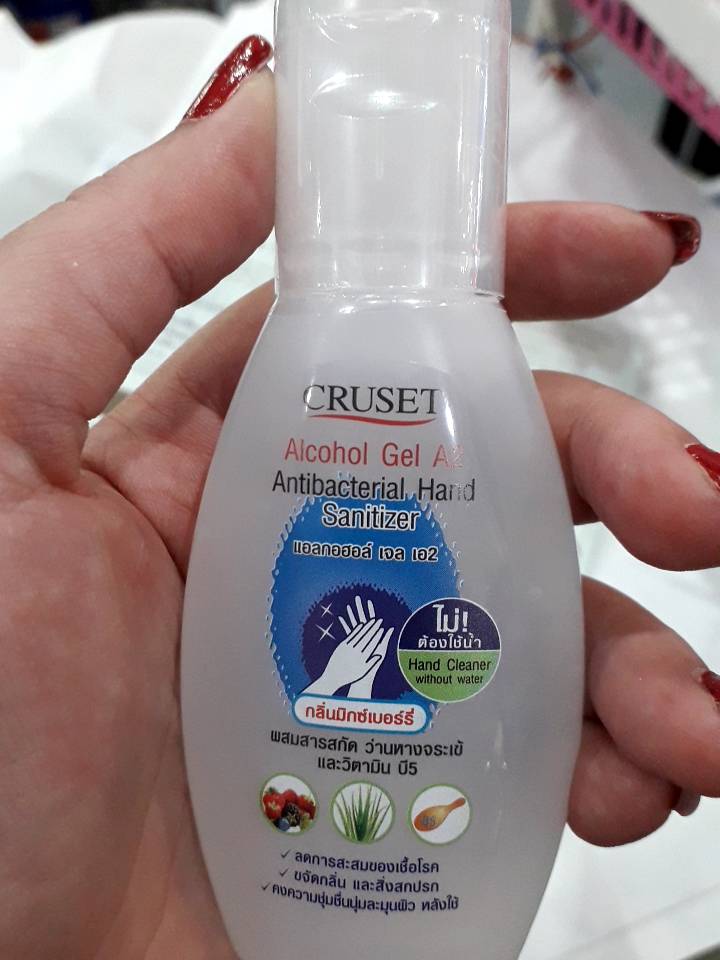 CRUSET
Alcohol Gel A2
Antibacterial Hand
Sanitizer
แอลกอฮอล์ เจล เอ2
ไม่!
ต้องใช้น้ำ
Hand Cleaner
without water
กลิ่นมิกซ์เบอร์รี่
ผสมสารสกัด ว่านหางจระเข้
และวิตามิน บี5
B5
✓ ลดการสะสมของเชื้อโรค
✓ ขจัดกลิ่น และสิ่งสกปรก
✓ คงความชุ่มชื่นนุ่มละมุนผิว หลังใช้